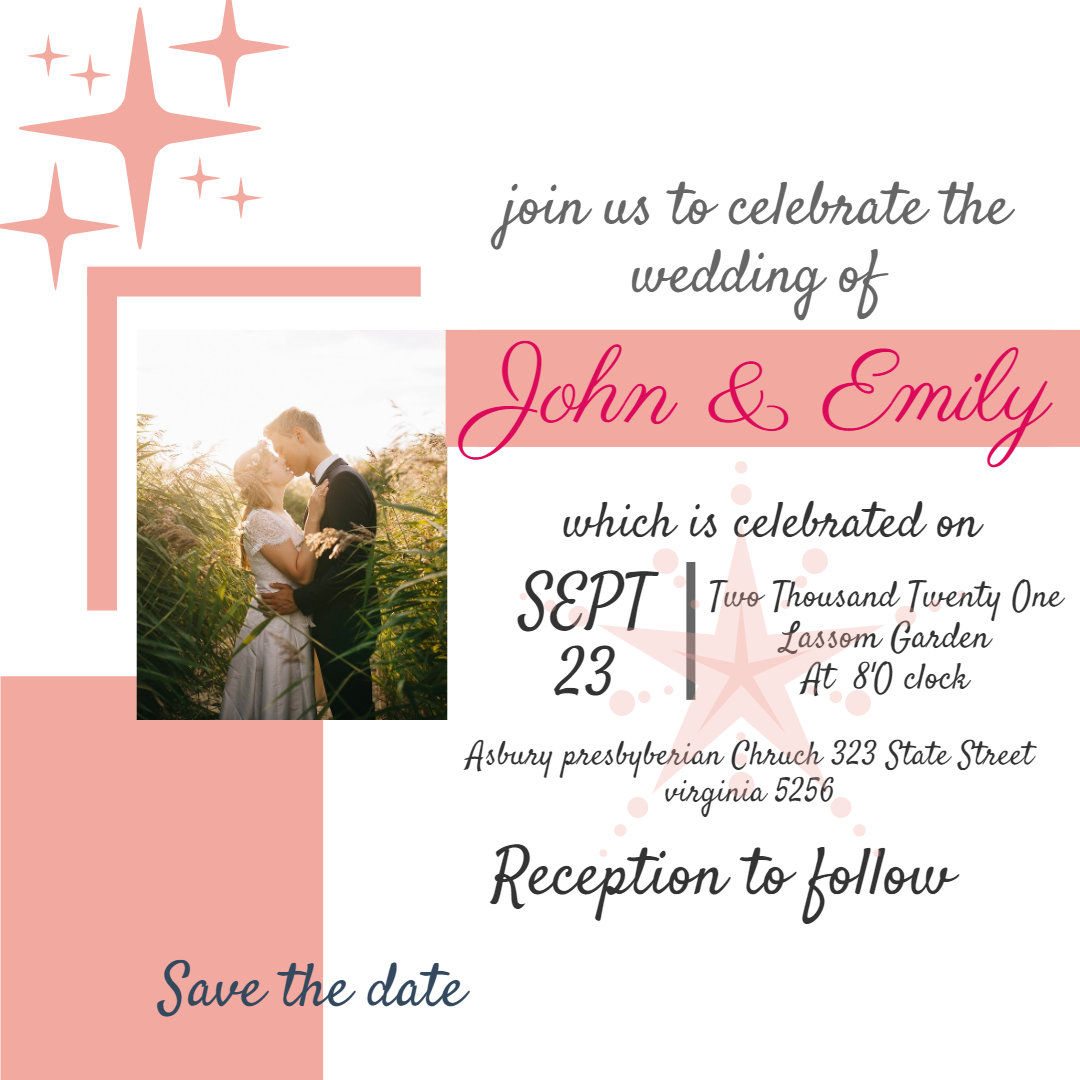 join us to celebrate the
wedding of
John & Emily
which is celebrated on
SEPT
23
Two Thousand Twenty One
Lassom Garden
At 8'O clock
Asbury presbyberian Chruch 323 State Street
virginia 5256
Reception to follow
Save the date